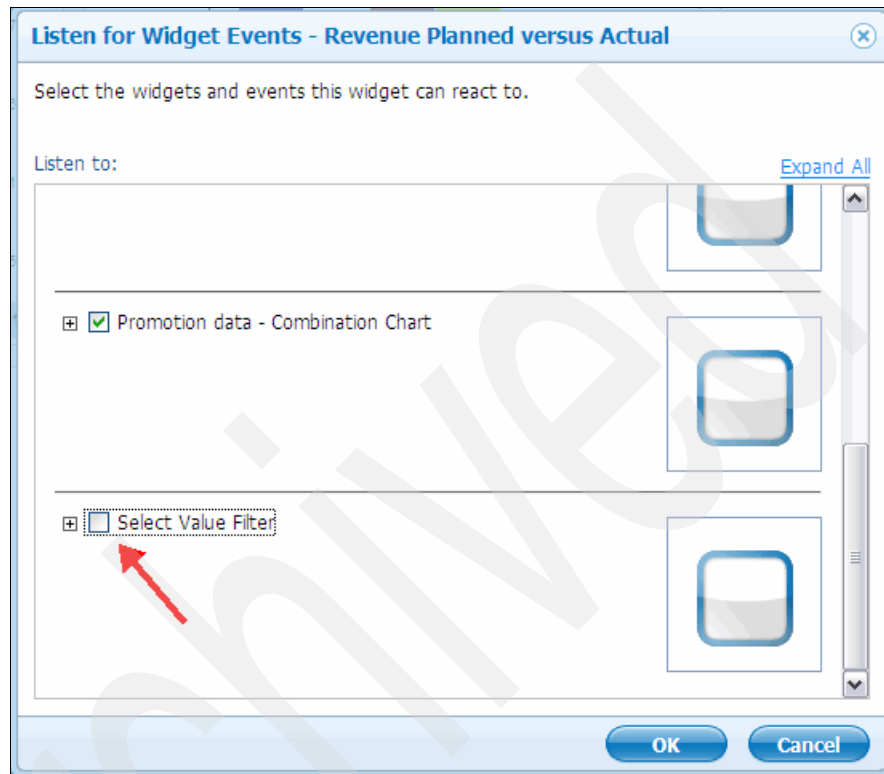 Listen for Widget Events - Revenue Planned versus Actual
Select the widgets and events this widget can react to.
Listen to:
Expand All
Promotion data - Combination Chart
Select Value Filter
OK
Cancel